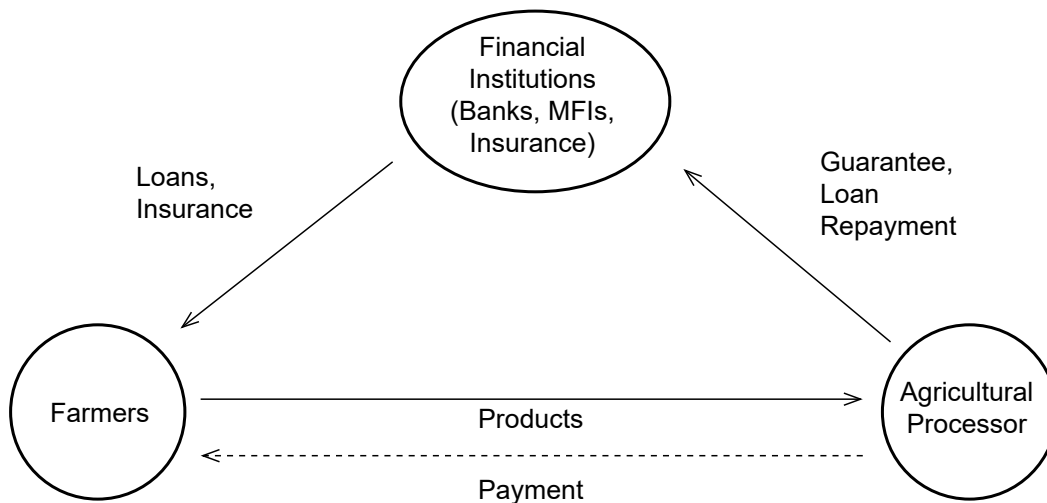 Financial
Institutions
(Banks, MFIs,
Insurance)
Loans,
Insurance
Guarantee,
Loan
Repayment
Farmers
Agricultural
Processor
Products
Payment